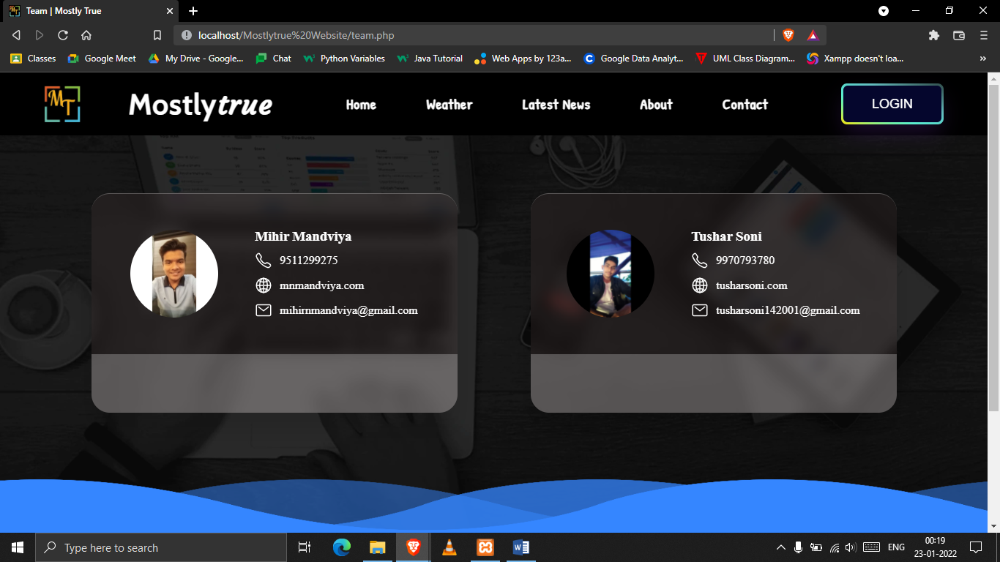 Team | Mostly True
localhost/Mostlytrue%20Website/team.php
Classes Google Meet My Drive - Google... Chat Python Variables Java Tutorial Web Apps by 123a... Google Data Analyt... UML Class Diagram... Xampp doesn't loa... »
MT Mostlytrue Home Weather Latest News About Contact LOGIN
Mihir Mandviya
9511299275
mnmandviya.com
mihirnmandviya@gmail.com
Tushar Soni
9970793780
tusharsoni.com
tusharsoni142001@gmail.com
Type here to search
ENG
00:19
23-01-2022